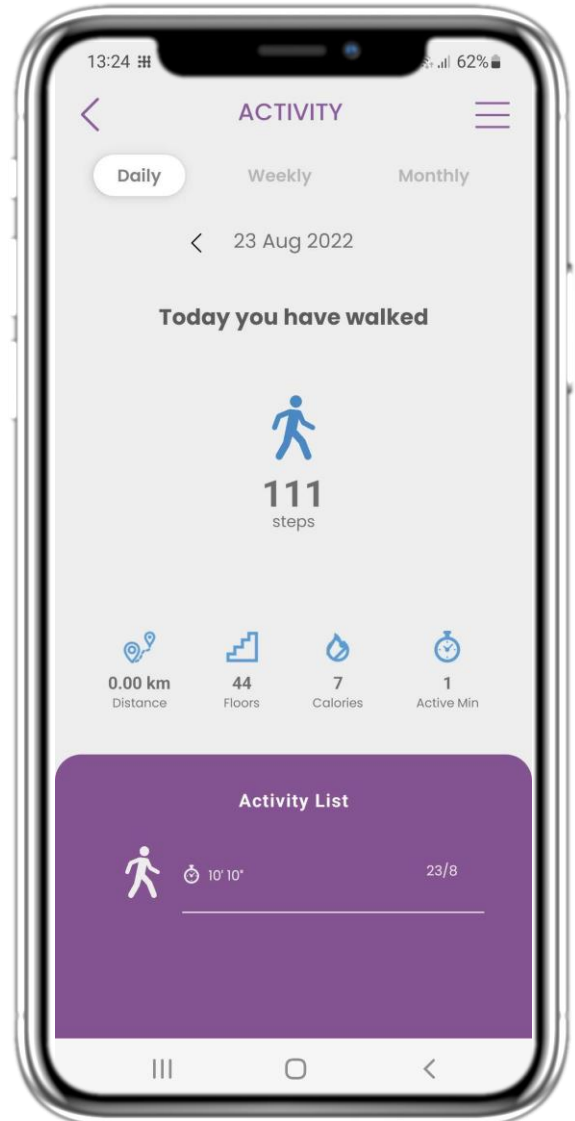 13:24
62%
ACTIVITY
Daily Weekly Monthly
23 Aug 2022
Today you have walked
111
steps
0.00 km 44 7 1
Distance Floors Calories Active Min
Activity List
10' 10" 23/8